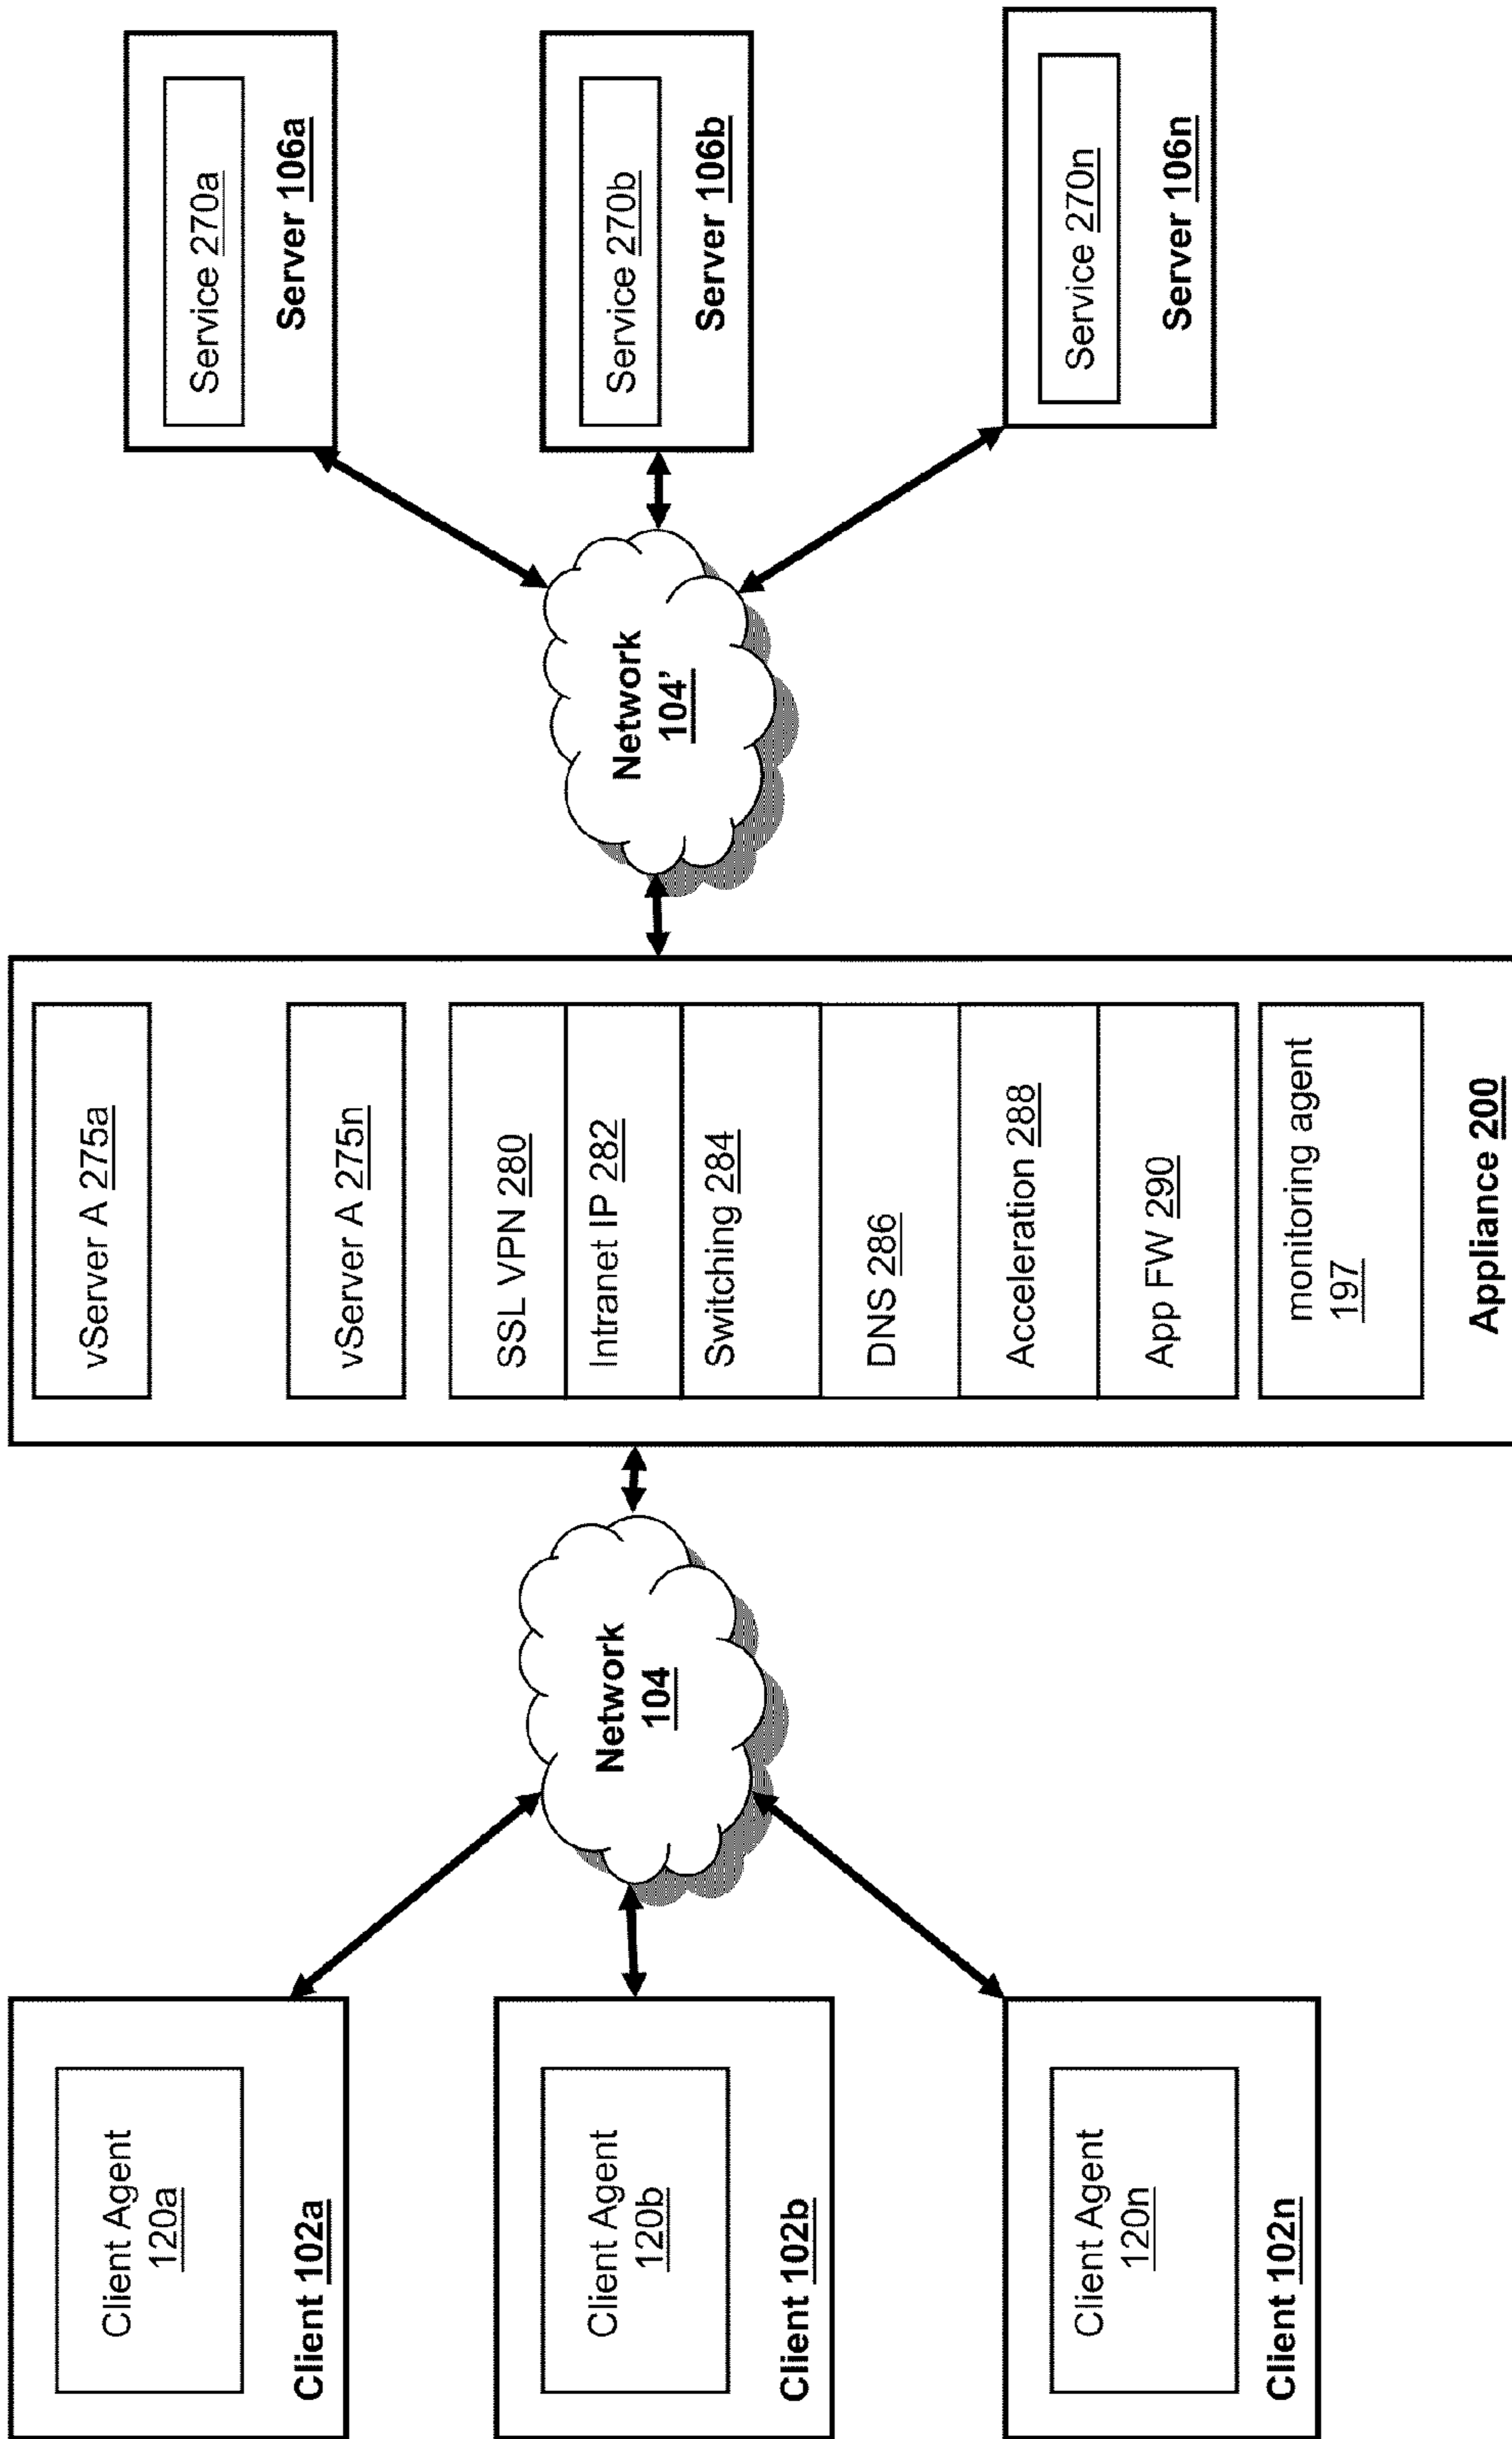 Client Agent
120a
Client 102a
Client Agent
120b
Client 102b
Client Agent
120n
Client 102n
Network
104
vServer A 275a
vServer A 275n
SSL VPN 280
Intranet IP 282
Switching 284
DNS 286
Acceleration 288
App FW 290
monitoring agent
197
Appliance 200
Network
104’
Service 270a
Server 106a
Service 270b
Server 106b
Service 270n
Server 106n